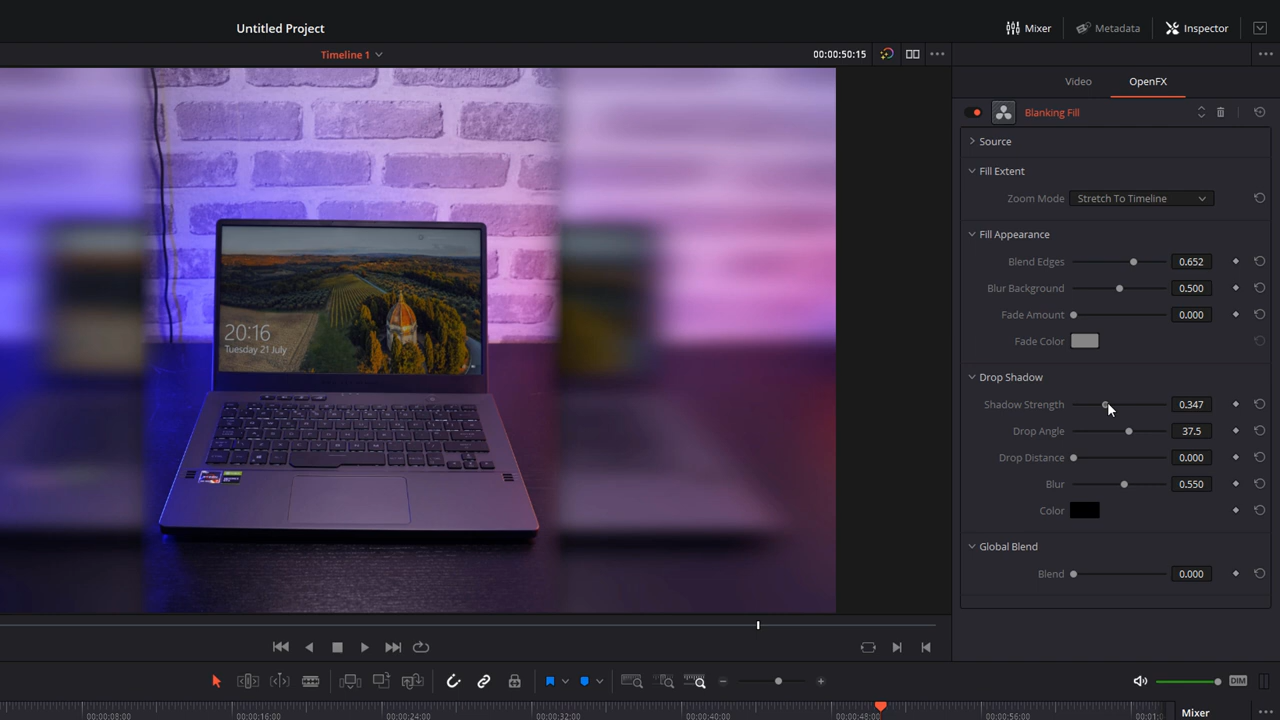 Untitled Project
Mixer
Metadata
Inspector
Timeline 1
00:00:50:15
Video
OpenFX
Blanking Fill
Source
Fill Extent
Zoom Mode Stretch To Timeline
Fill Appearance
Blend Edges 0.652
Blur Background 0.500
Fade Amount 0.000
Fade Color
Drop Shadow
Shadow Strength 0.347
Drop Angle 37.5
Drop Distance 0.000
Blur 0.550
Color
Global Blend
Blend 0.000
20:16
Tuesday 21 July
DIM
00:00:08:00
00:00:16:00
00:00:24:00
00:00:32:00
00:00:40:00
00:00:48:00
00:00:56:00
Mixer